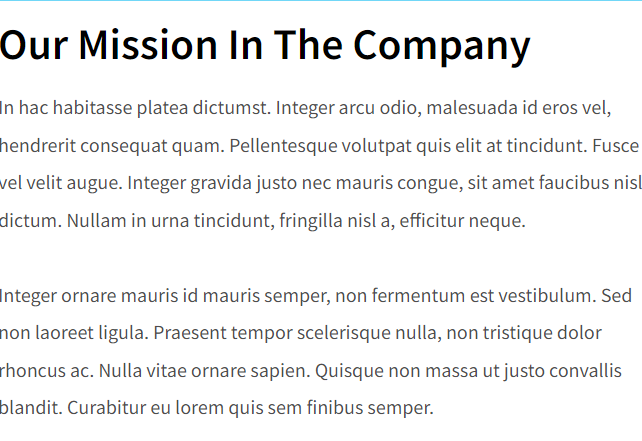 Our Mission In The Company
In hac habitasse platea dictumst. Integer arcu odio, malesuada id eros vel,
hendrerit consequat quam. Pellentesque volutpat quis elit at tincidunt. Fusce
vel velit augue. Integer gravida justo nec mauris congue, sit amet faucibus nisl
dictum. Nullam in urna tincidunt, fringilla nisl a, efficitur neque.
Integer ornare mauris id mauris semper, non fermentum est vestibulum. Sed
non laoreet ligula. Praesent tempor scelerisque nulla, non tristique dolor
rhoncus ac. Nulla vitae ornare sapien. Quisque non massa ut justo convallis
blandit. Curabitur eu lorem quis sem finibus semper.